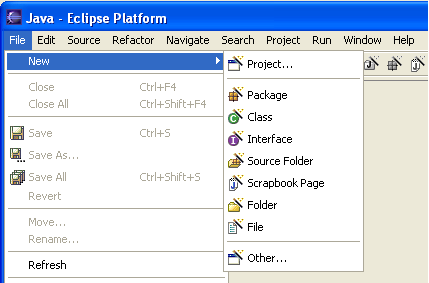 Java - Eclipse Platform
File Edit Source Refactor Navigate Search Project Run Window Help
New
Close Ctrl+F4
Close All Ctrl+Shift+F4
Save Ctrl+S
Save As...
Save All Ctrl+Shift+S
Revert
Move...
Rename...
Refresh
Project...
Package
Class
Interface
Source Folder
Scrapbook Page
Folder
File
Other...